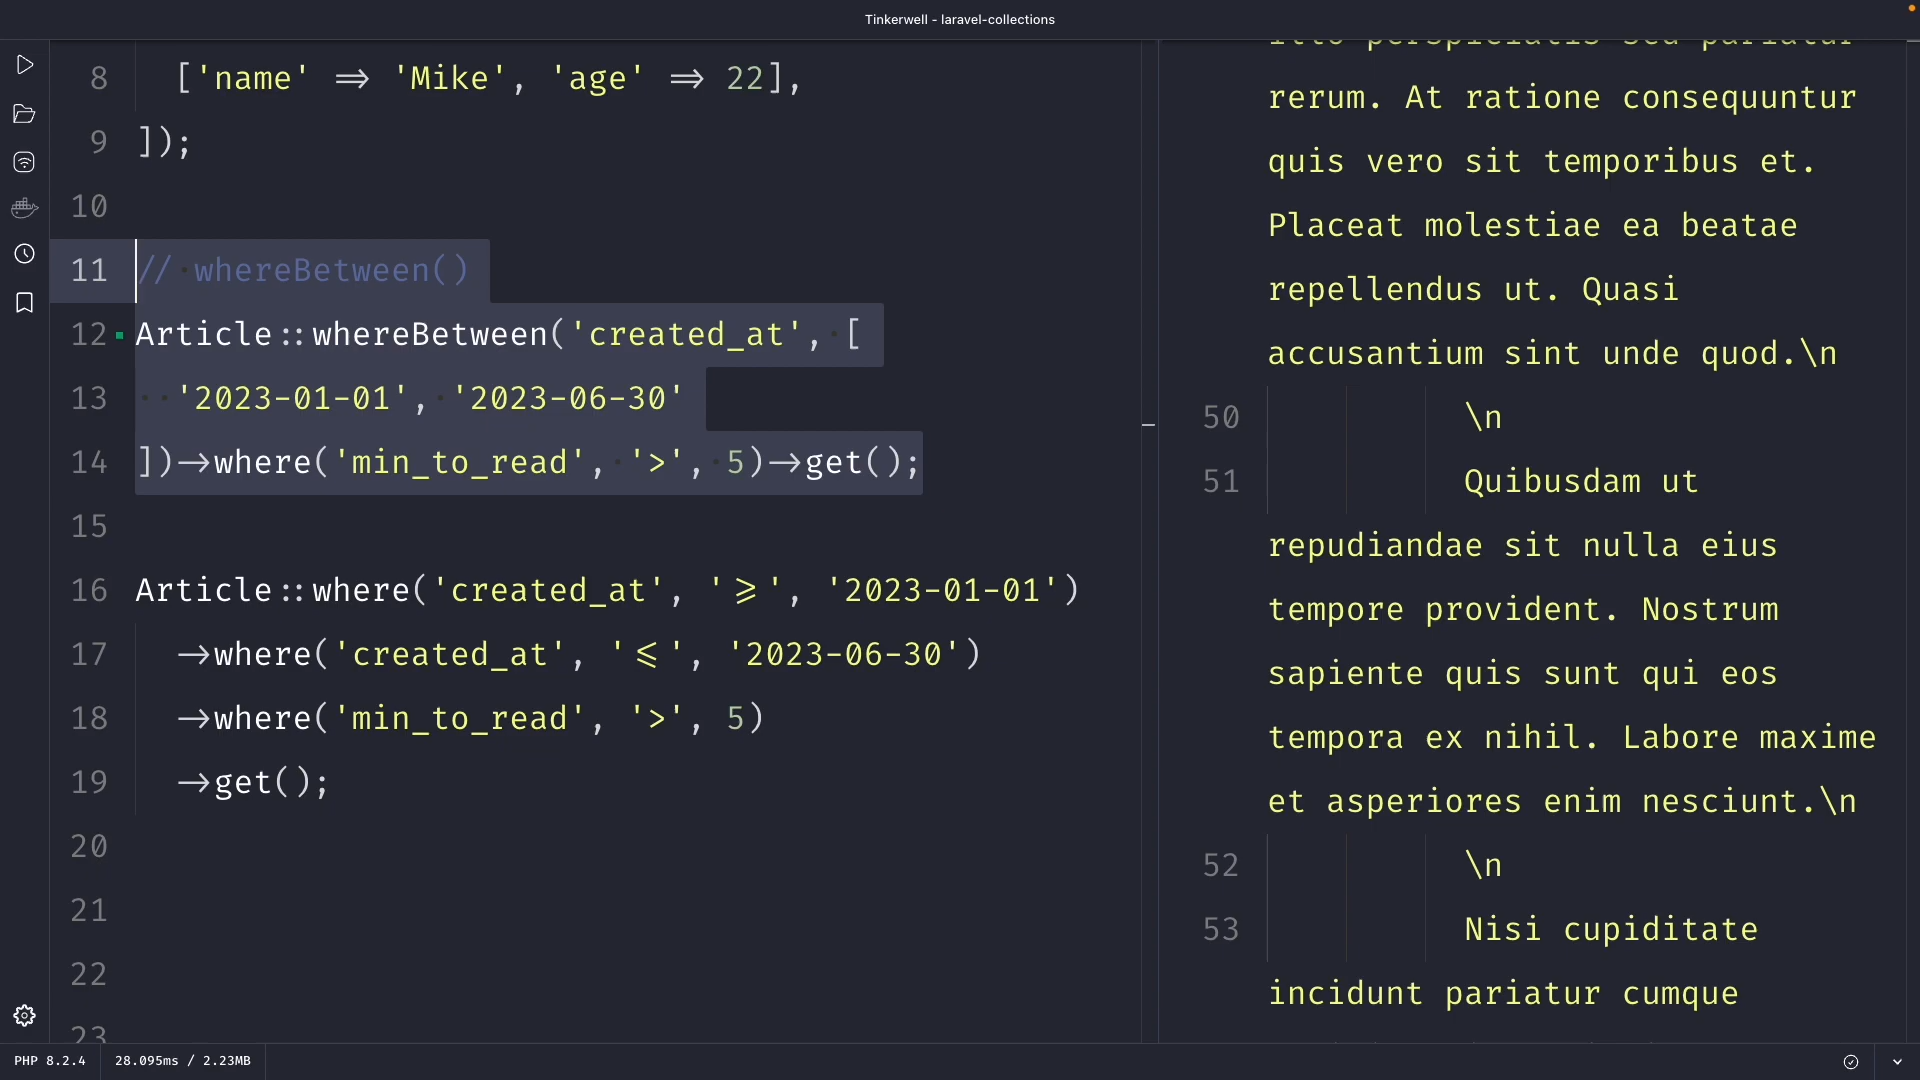 Tinkerwell - laravel-collections
8 ['name' => 'Mike', 'age' => 22],
9 ]);
10
11 // whereBetween()
12 Article::whereBetween('created_at', [
13 '2023-01-01', '2023-06-30'
14 ])->where('min_to_read', '>', 5)->get();
15
16 Article::where('created_at', '>=', '2023-01-01')
17 ->where('created_at', '<=', '2023-06-30')
18 ->where('min_to_read', '>', 5)
19 ->get();
20
21
22
23
illo perspiciatis sed pariatur
rerum. At ratione consequuntur
quis vero sit temporibus et.
Placeat molestiae ea beatae
repellendus ut. Quasi
accusantium sint unde quod.\n
50 \n
51 Quibusdam ut
repudiandae sit nulla eius
tempore provident. Nostrum
sapiente quis sunt qui eos
tempora ex nihil. Labore maxime
et asperiores enim nesciunt.\n
52 \n
53 Nisi cupiditate
incidunt pariatur cumque
PHP 8.2.4
28.095ms / 2.23MB